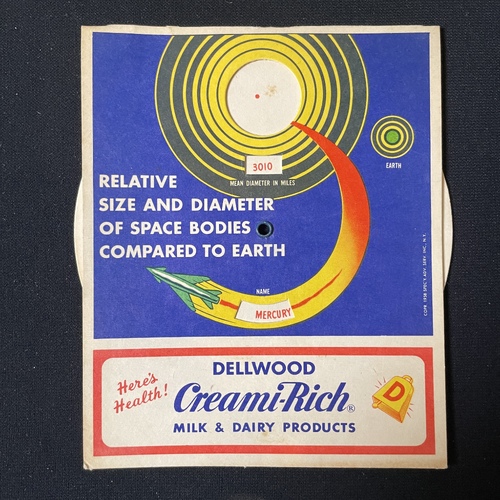 3010
MEAN DIAMETER IN MILES
EARTH
RELATIVE
SIZE AND DIAMETER
OF SPACE BODIES
COMPARED TO EARTH
NAME
MERCURY
DELLWOOD
Here's
Health!
Creami-Rich®
MILK & DAIRY PRODUCTS
D